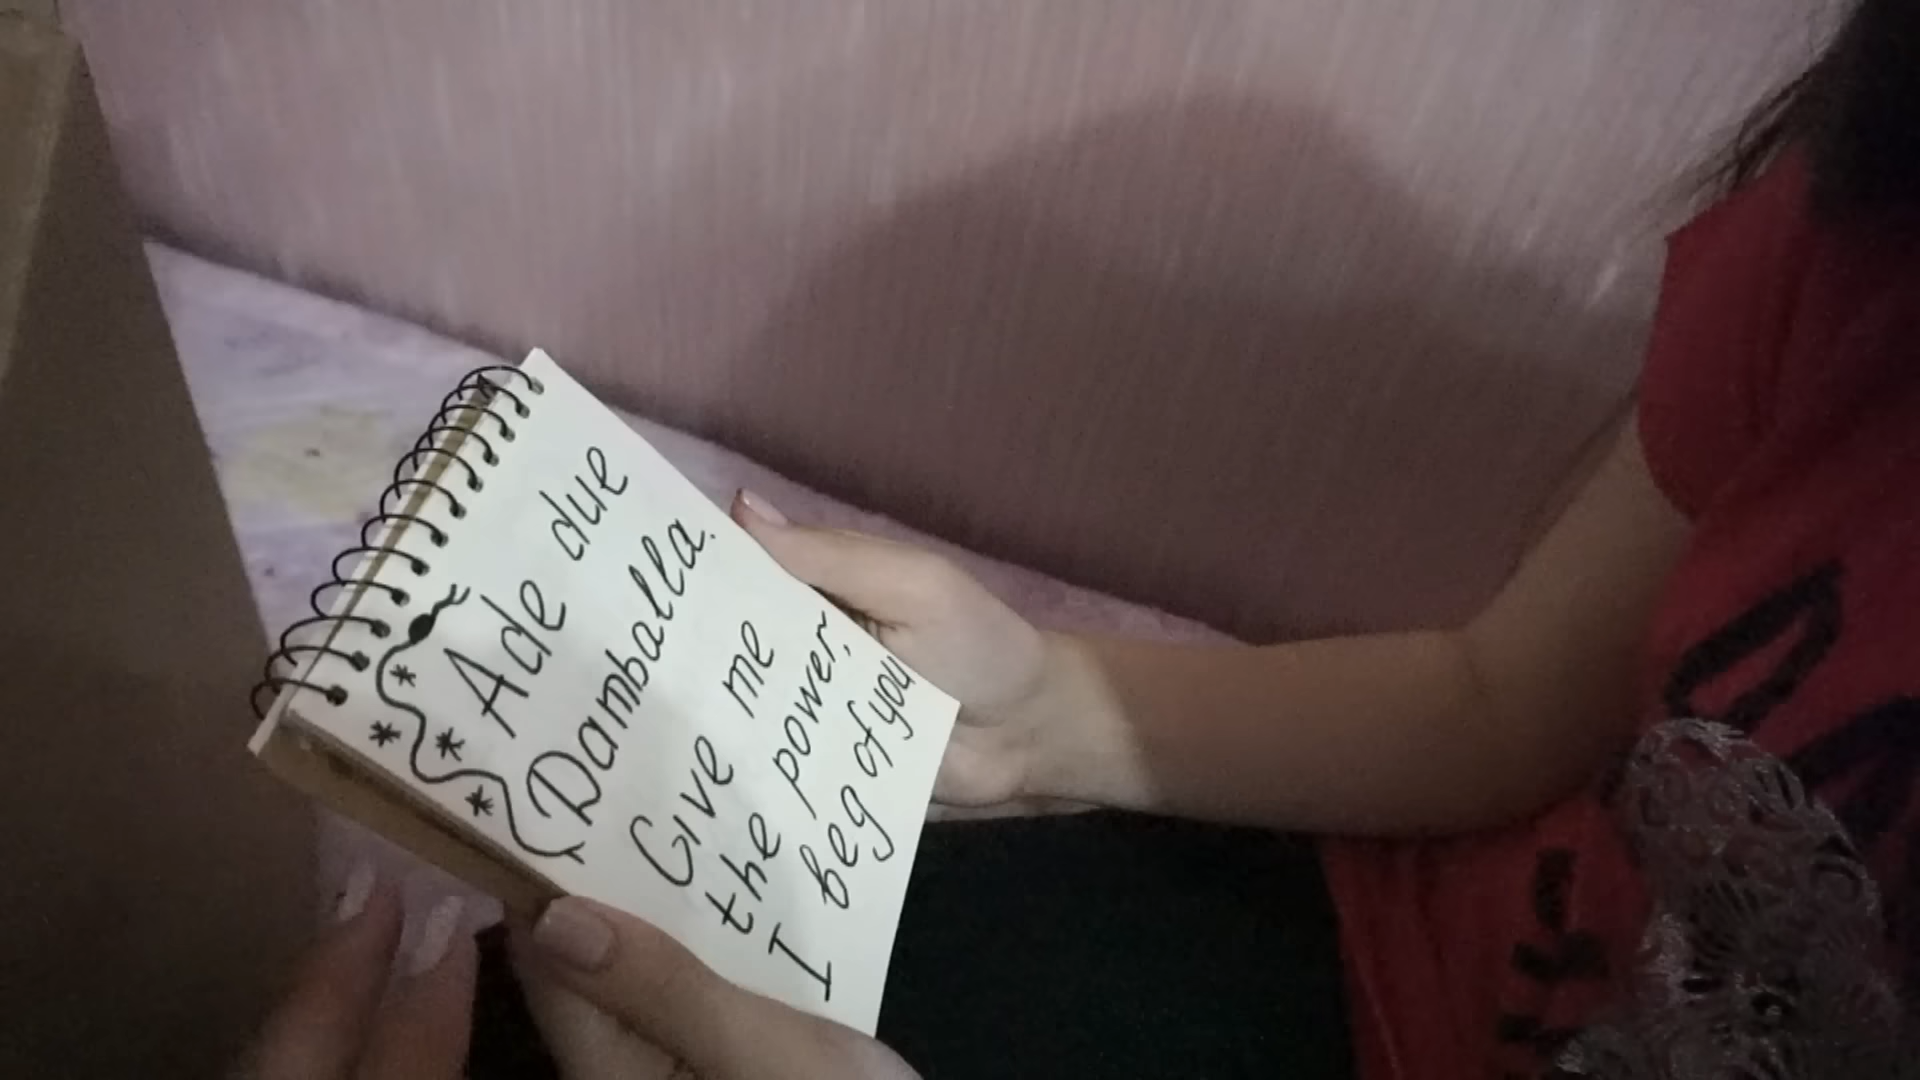 Ade due
Damballa.
Give me
the power,
I beg of you